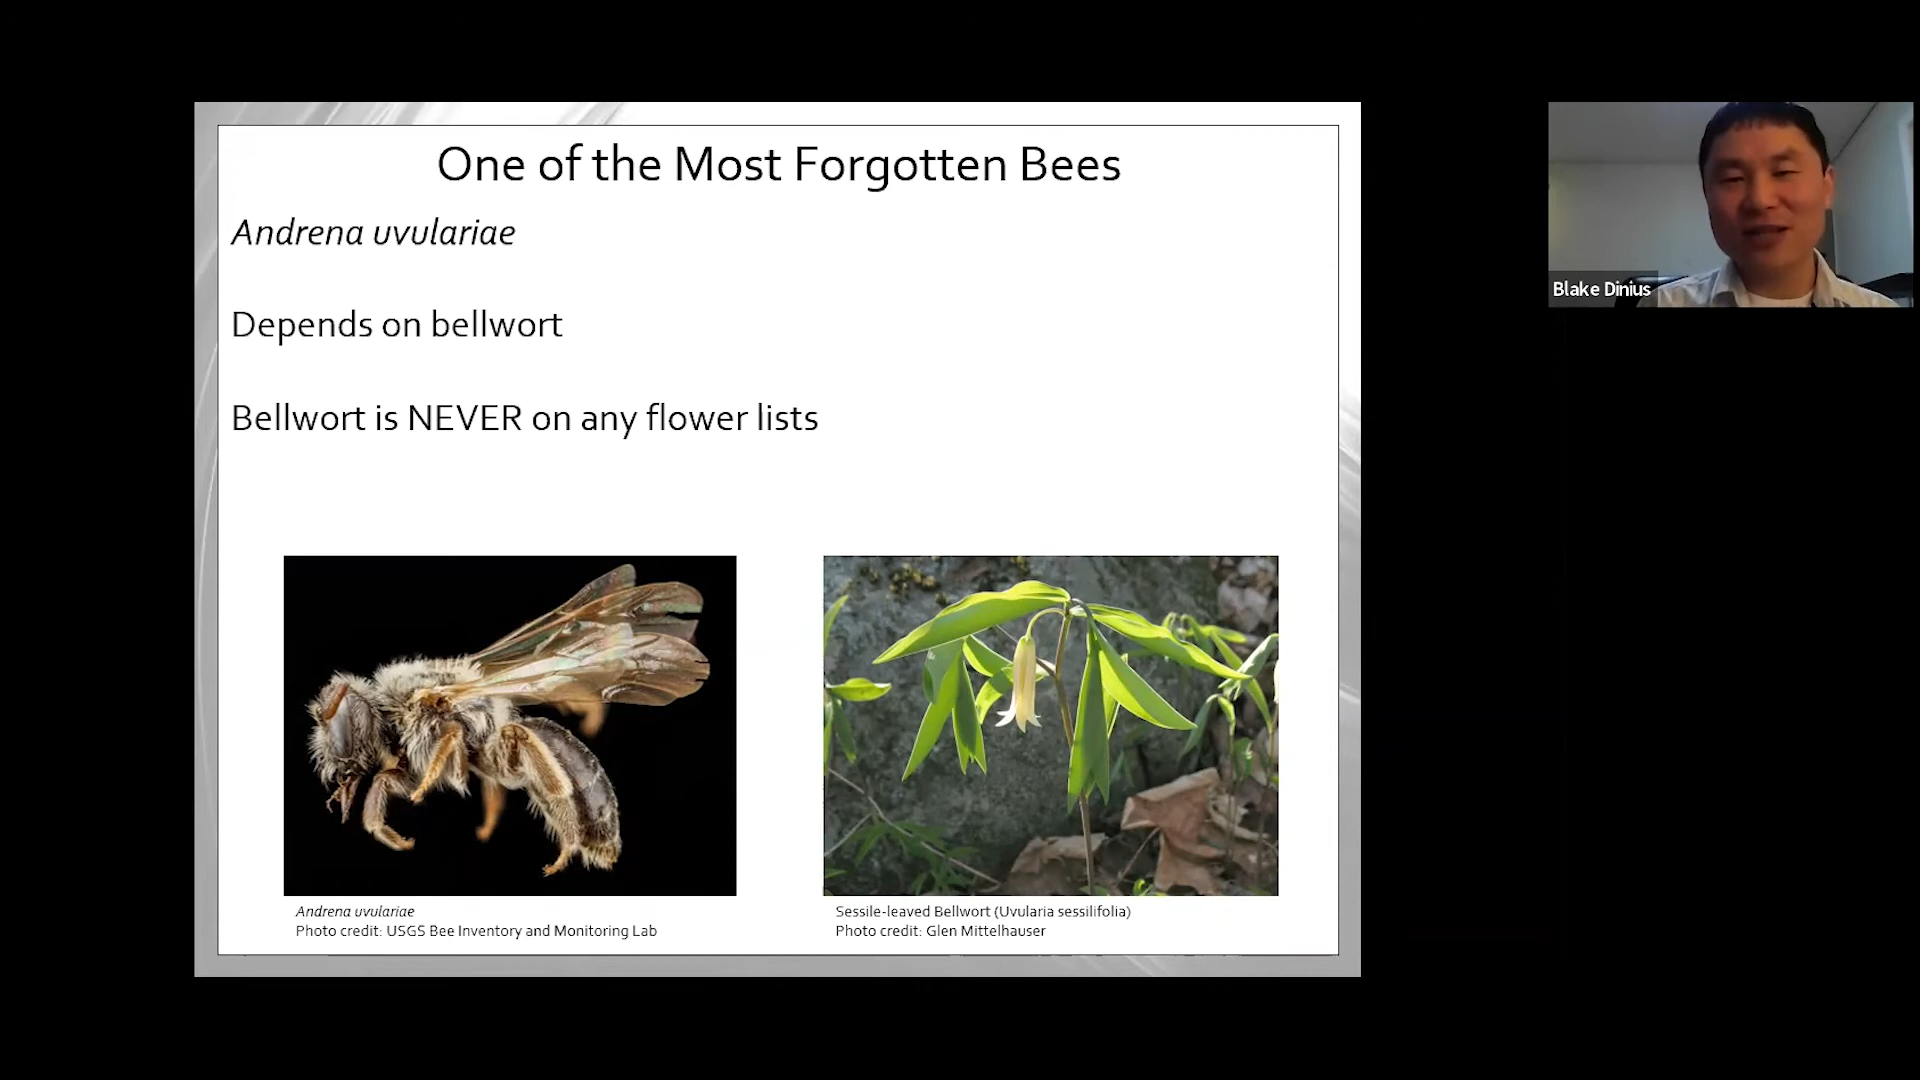 One of the Most Forgotten Bees
Andrena uvulariae
Depends on bellwort
Bellwort is NEVER on any flower lists
Andrena uvulariae
Photo credit: USGS Bee Inventory and Monitoring Lab
Sessile-leaved Bellwort (Uvularia sessilifolia)
Photo credit: Glen Mittelhauser
Blake Dinius